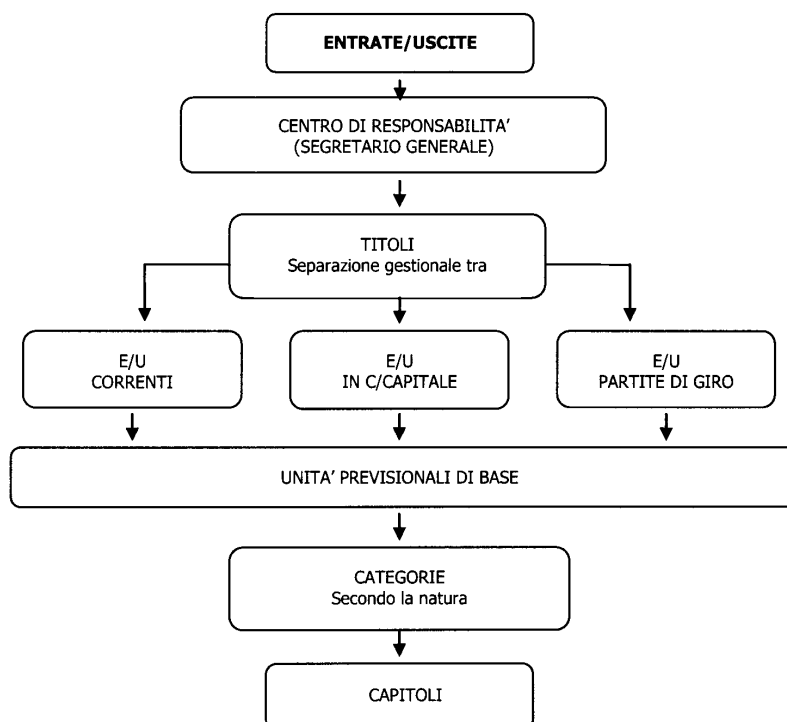 ENTRATE/USCITE
CENTRO DI RESPONSABILITA'
(SEGRETARIO GENERALE)
TITOLI
Separazione gestionale tra
E/U
CORRENTI
E/U
IN C/CAPITALE
E/U
PARTITE DI GIRO
UNITA' PREVISIONALI DI BASE
CATEGORIE
Secondo la natura
CAPITOLI